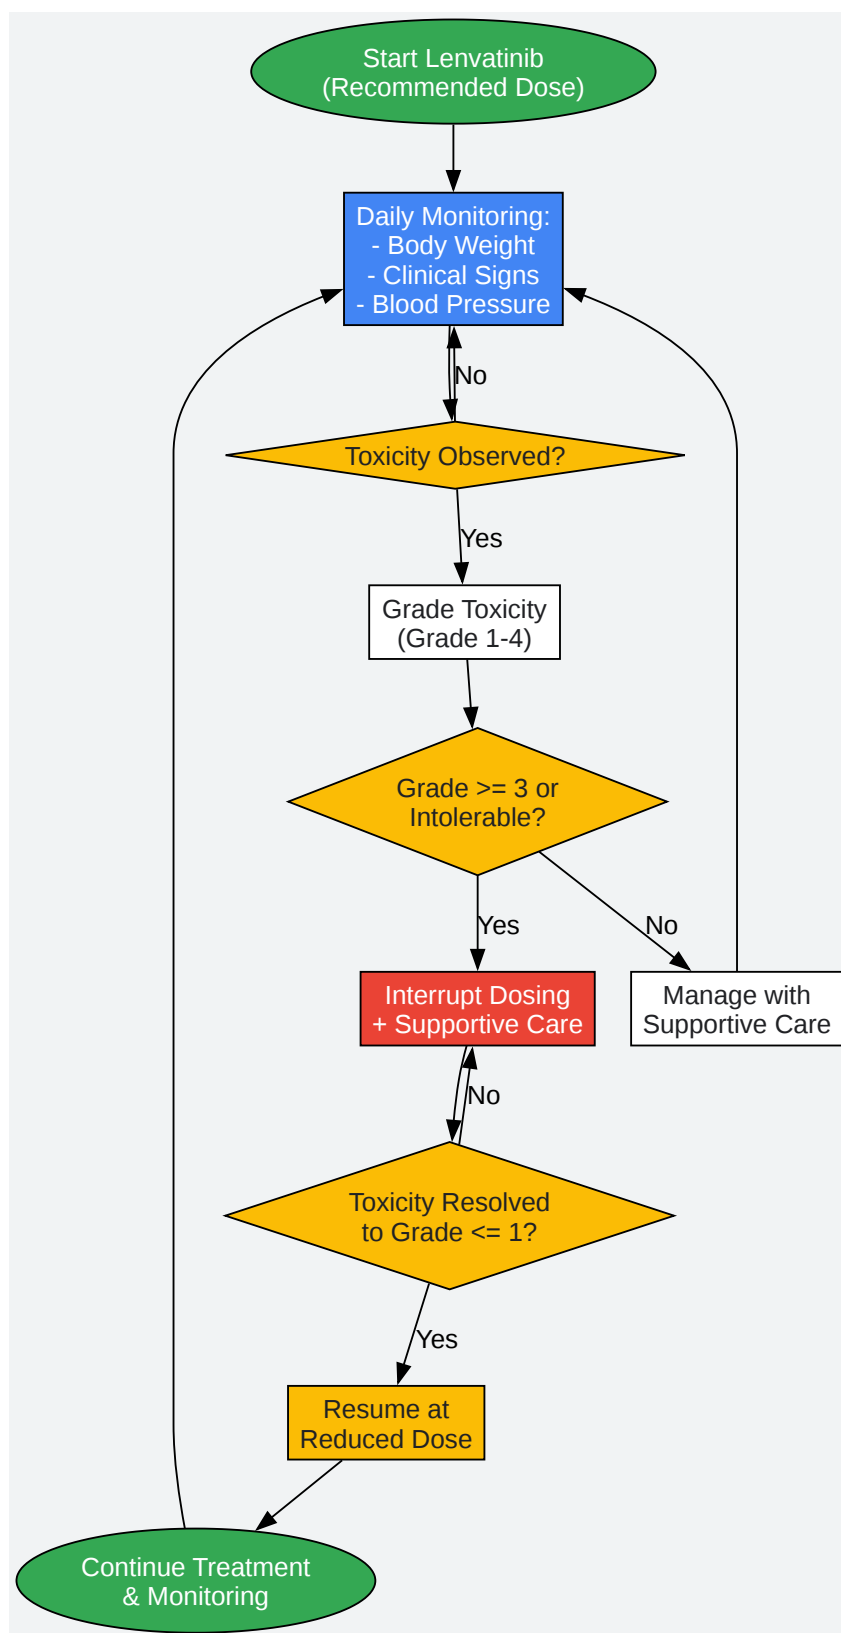 Start Lenvatinib
(Recommended Dose)
Daily Monitoring:
- Body Weight
- Clinical Signs
- Blood Pressure
No
Toxicity Observed?
Yes
Grade Toxicity
(Grade 1-4)
Grade >= 3 or
Intolerable?
Yes
No
Interrupt Dosing
+ Supportive Care
Manage with
Supportive Care
No
Toxicity Resolved
to Grade <= 1?
Yes
Resume at
Reduced Dose
Continue Treatment
& Monitoring